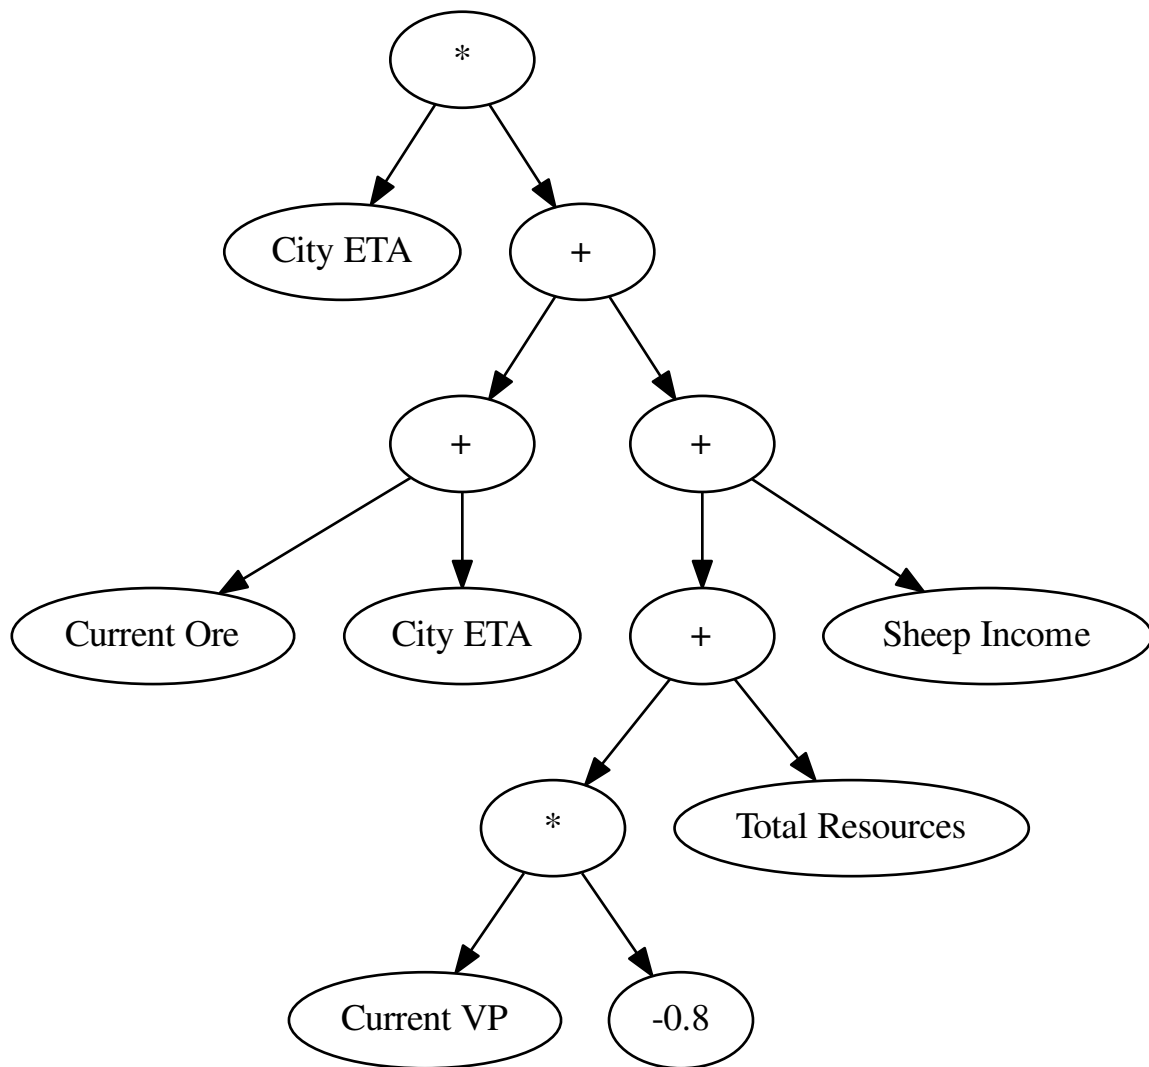 *
City ETA
+
+
+
Current Ore
City ETA
+
Sheep Income
*
Total Resources
Current VP
-0.8